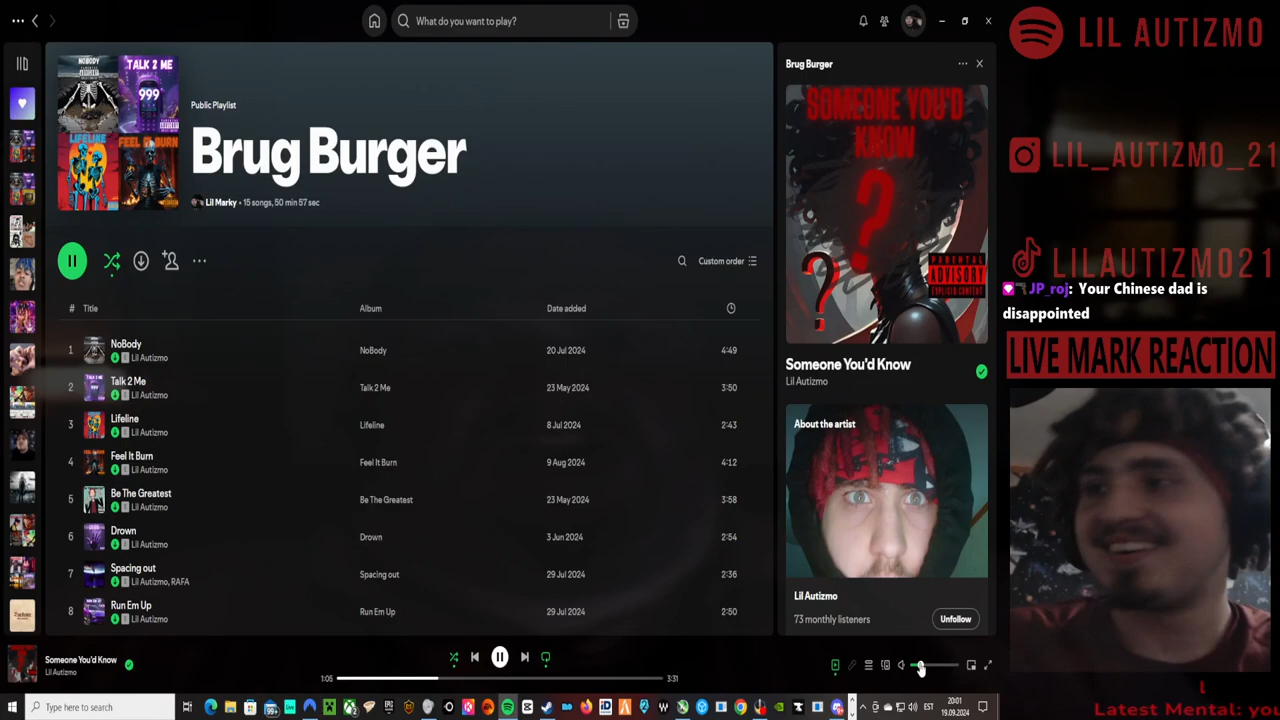 What do you want to play?
NOBODY
TALK 2 ME
999
LIFELINE
FEEL IT BURN
Public Playlist
Brug Burger
Lil Marky • 15 songs, 50 min 57 sec
Custom order
# Title Album Date added
1 NoBody NoBody 20 Jul 2024 4:49
Lil Autizmo
2 Talk 2 Me Talk 2 Me 23 May 2024 3:50
Lil Autizmo
3 Lifeline Lifeline 8 Jul 2024 2:43
Lil Autizmo
4 Feel It Burn Feel It Burn 9 Aug 2024 4:12
Lil Autizmo
5 Be The Greatest Be The Greatest 23 May 2024 3:58
Lil Autizmo
6 Drown Drown 3 Jun 2024 2:54
Lil Autizmo
7 Spacing out Spacing out 29 Jul 2024 2:36
Lil Autizmo, RAFA
8 Run Em Up Run Em Up 29 Jul 2024 2:50
Lil Autizmo
Brug Burger
SOMEONE YOU'D
KNOW
?
?
PARENTAL
ADVISORY
EXPLICIT CONTENT
Someone You'd Know
Lil Autizmo
About the artist
Lil Autizmo
73 monthly listeners
Unfollow
LIL AUTIZMO
LIL_AUTIZMO_21
LILAUTIZMO21
JP_roj: Your Chinese dad is
disappointed
LIVE MARK REACTION
Latest Mental: you
Someone You'd Know
Lil Autizmo
1:05
3:31
Type here to search
99+
EST
20:01
19.09.2024